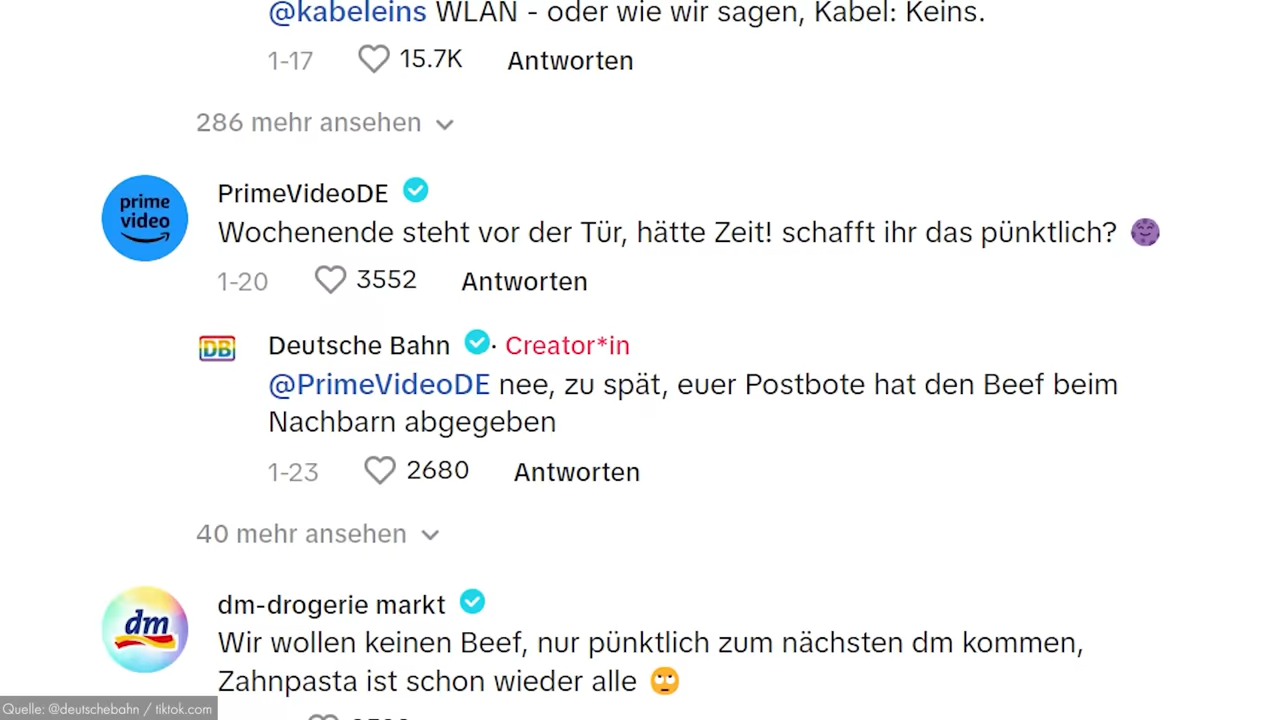 @kabeleins WLAN - oder wie wir sagen, Kabel: Keins.
1-17 15.7K Antworten
286 mehr ansehen
prime
video
PrimeVideoDE
Wochenende steht vor der Tür, hätte Zeit! schafft ihr das pünktlich?
1-20 3552 Antworten
DB
Deutsche Bahn · Creator*in
@PrimeVideoDE nee, zu spät, euer Postbote hat den Beef beim
Nachbarn abgegeben
1-23 2680 Antworten
40 mehr ansehen
dm
dm-drogerie markt
Wir wollen keinen Beef, nur pünktlich zum nächsten dm kommen,
Zahnpasta ist schon wieder alle
Quelle: @deutschebahn / tiktok.com